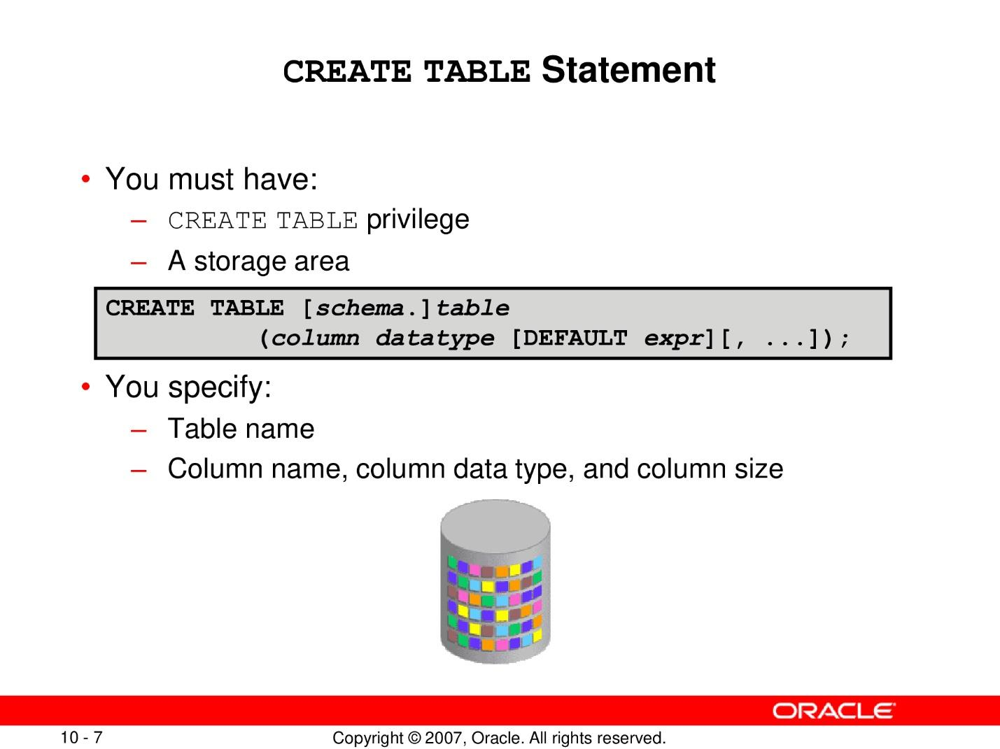 CREATE TABLE Statement
• You must have:
– CREATE TABLE privilege
– A storage area
CREATE TABLE [schema.]table
(column datatype [DEFAULT expr][, ...]);
• You specify:
– Table name
– Column name, column data type, and column size
ORACLE
10 - 7
Copyright © 2007, Oracle. All rights reserved.